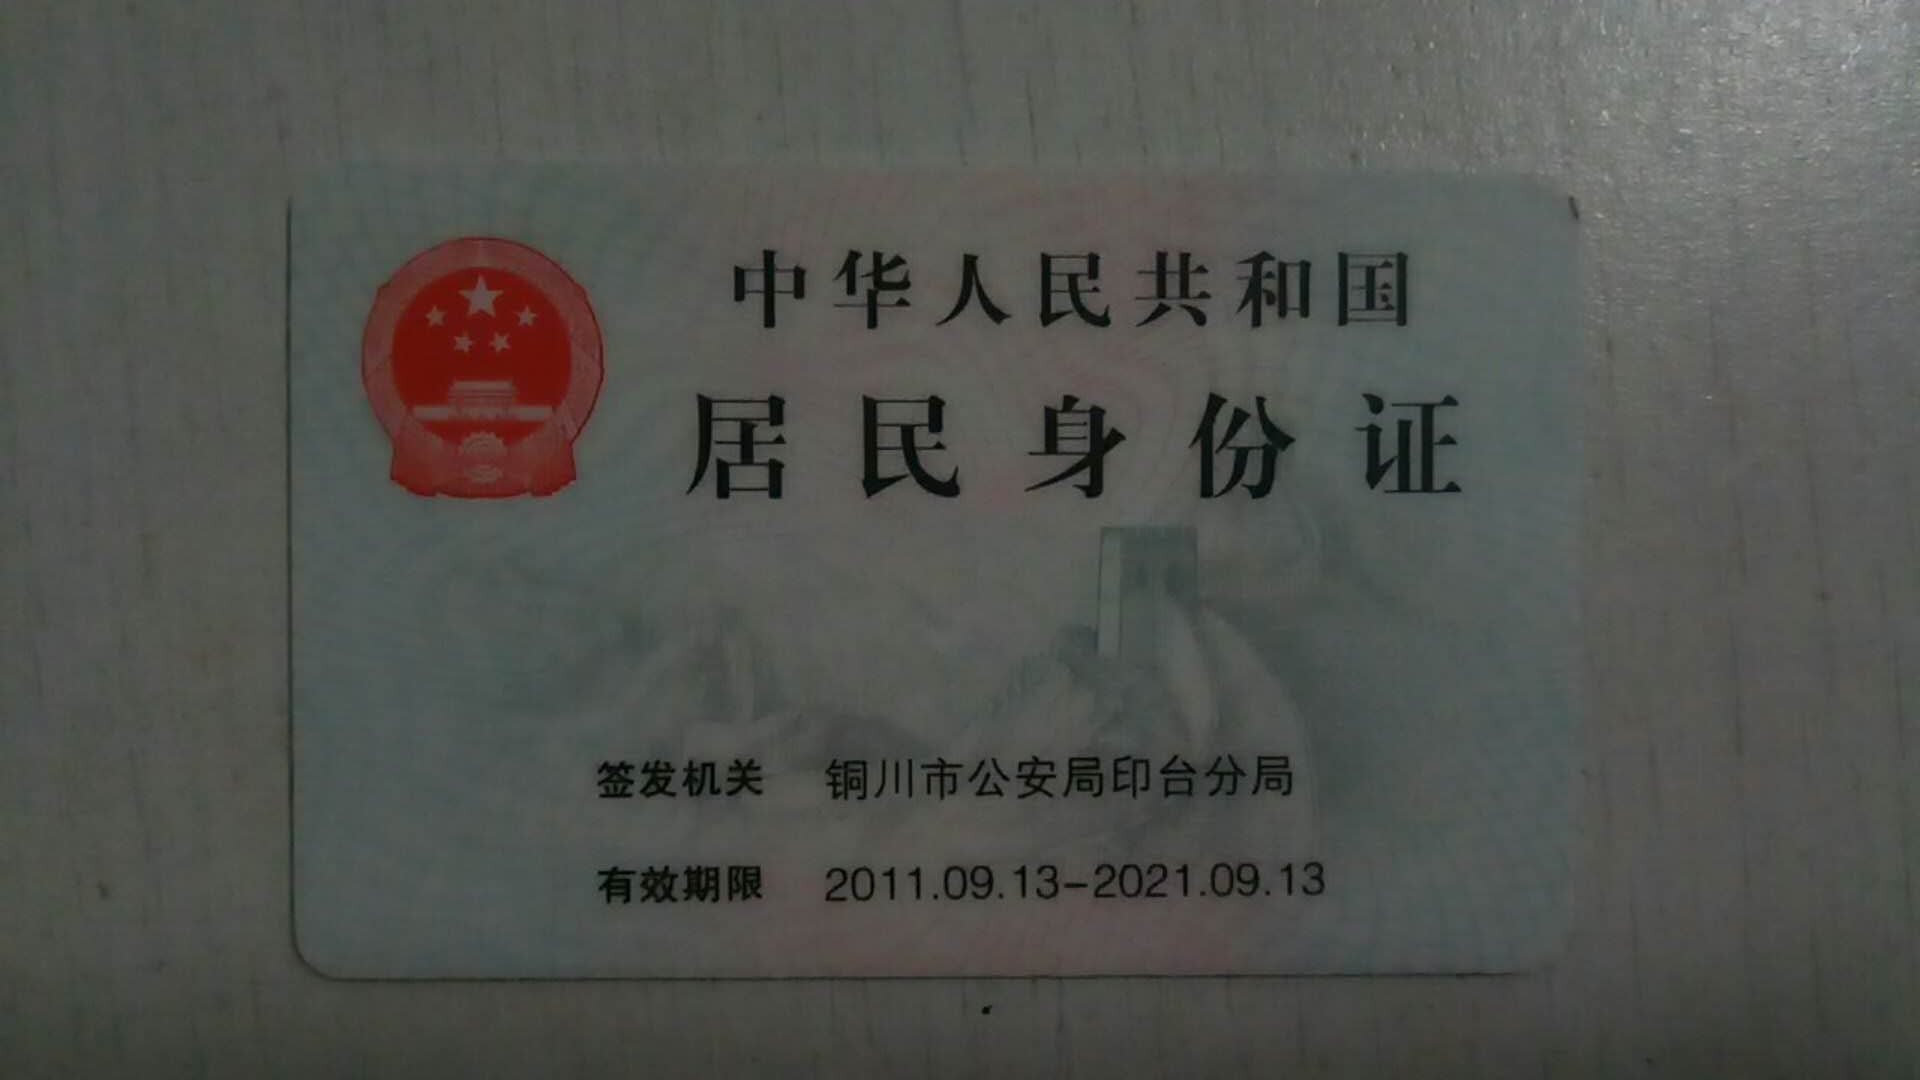 中华人民共和国
居民身份证
签发机关 铜川市公安局印台分局
有效期限 2011.09.13-2021.09.13